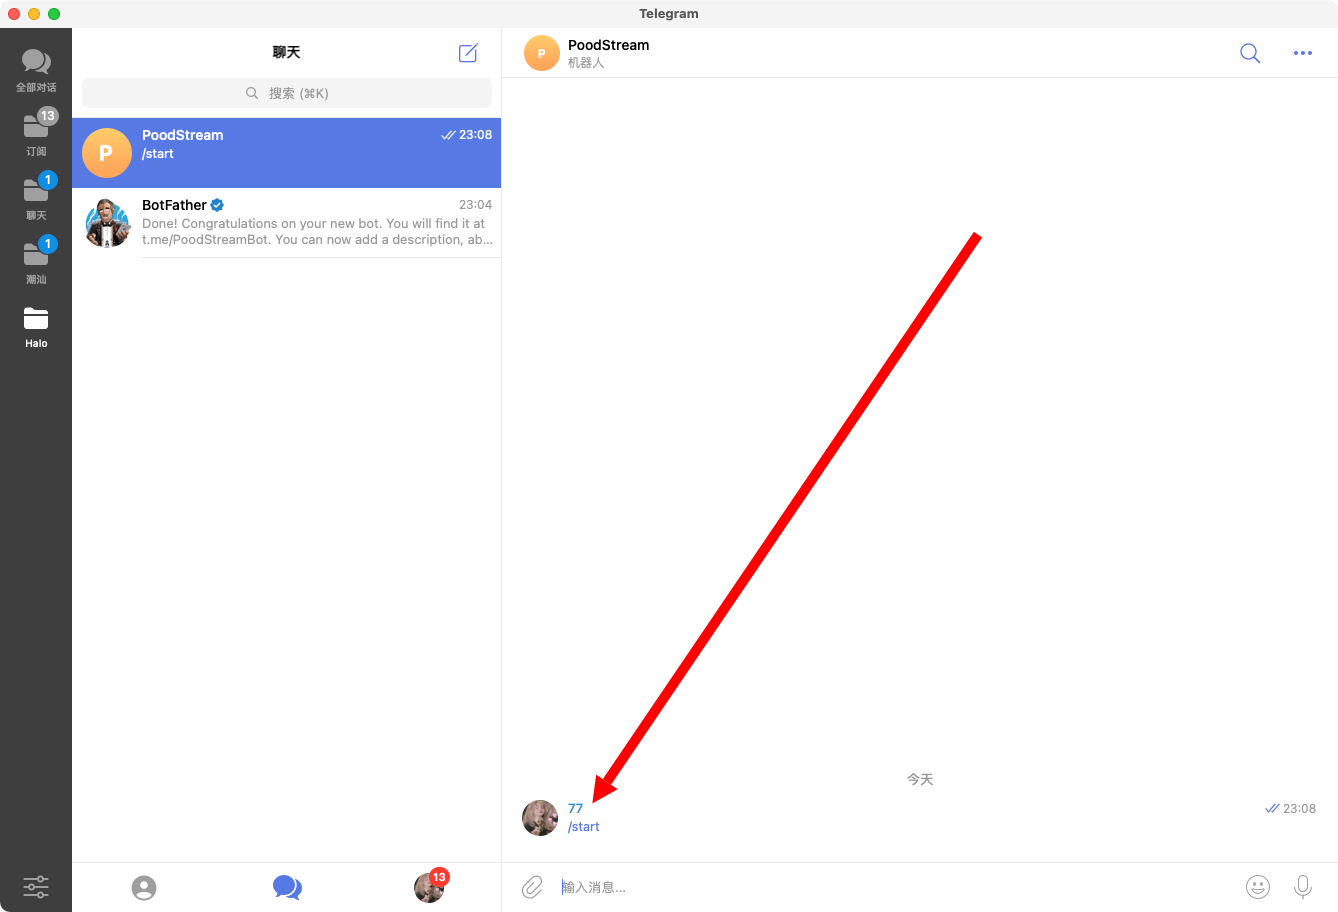 Telegram
全部对话
13
订阅
1
聊天
1
潮汕
Halo
聊天
搜索 (⌘K)
P
PoodStream
23:08
/start
BotFather
23:04
Done! Congratulations on your new bot. You will find it at
t.me/PoodStreamBot. You can now add a description, ab...
13
P
PoodStream
机器人
今天
77
23:08
/start
输入消息...